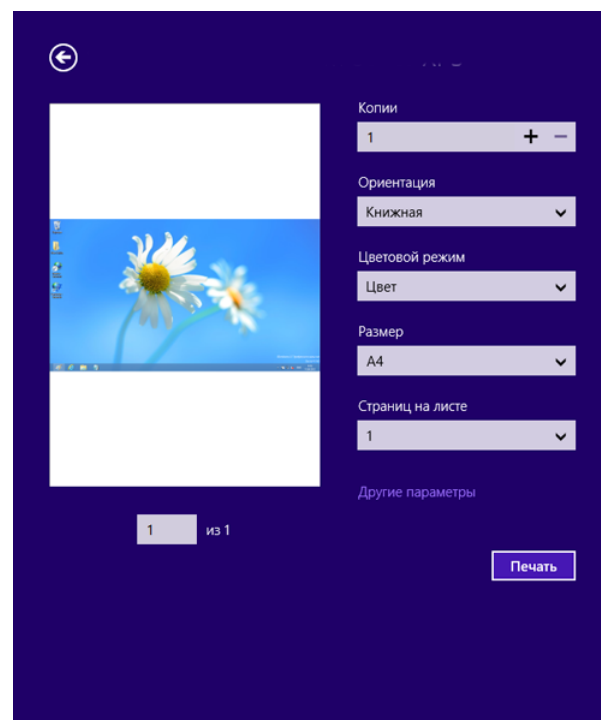 Копии
1
Ориентация
Книжная
Цветовой режим
Цвет
Размер
A4
Страниц на листе
1
Другие параметры
1 из 1
Печать